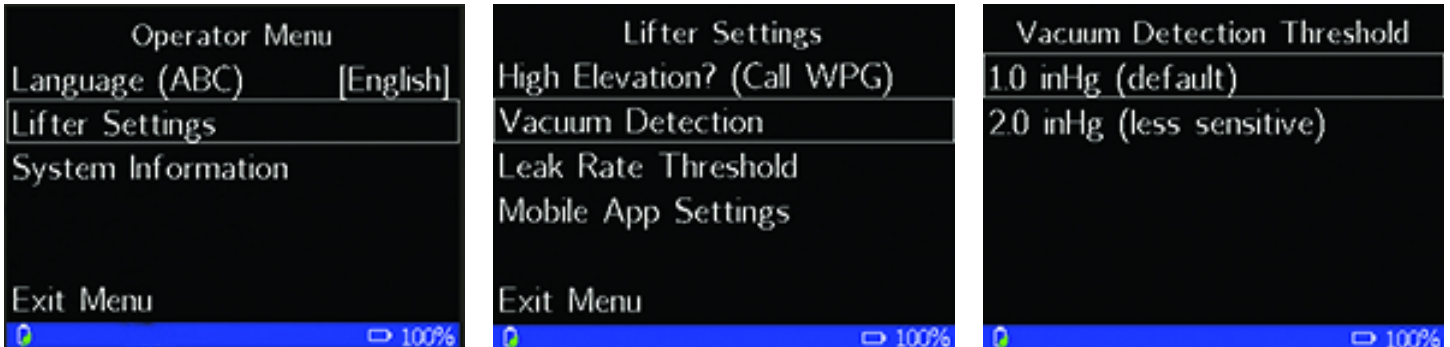 Operator Menu
Language (ABC) [English]
Lifter Settings
System Information
Exit Menu
100%
Lifter Settings
High Elevation? (Call WPG)
Vacuum Detection
Leak Rate Threshold
Mobile App Settings
Exit Menu
100%
Vacuum Detection Threshold
1.0 inHg (default)
2.0 inHg (less sensitive)
100%